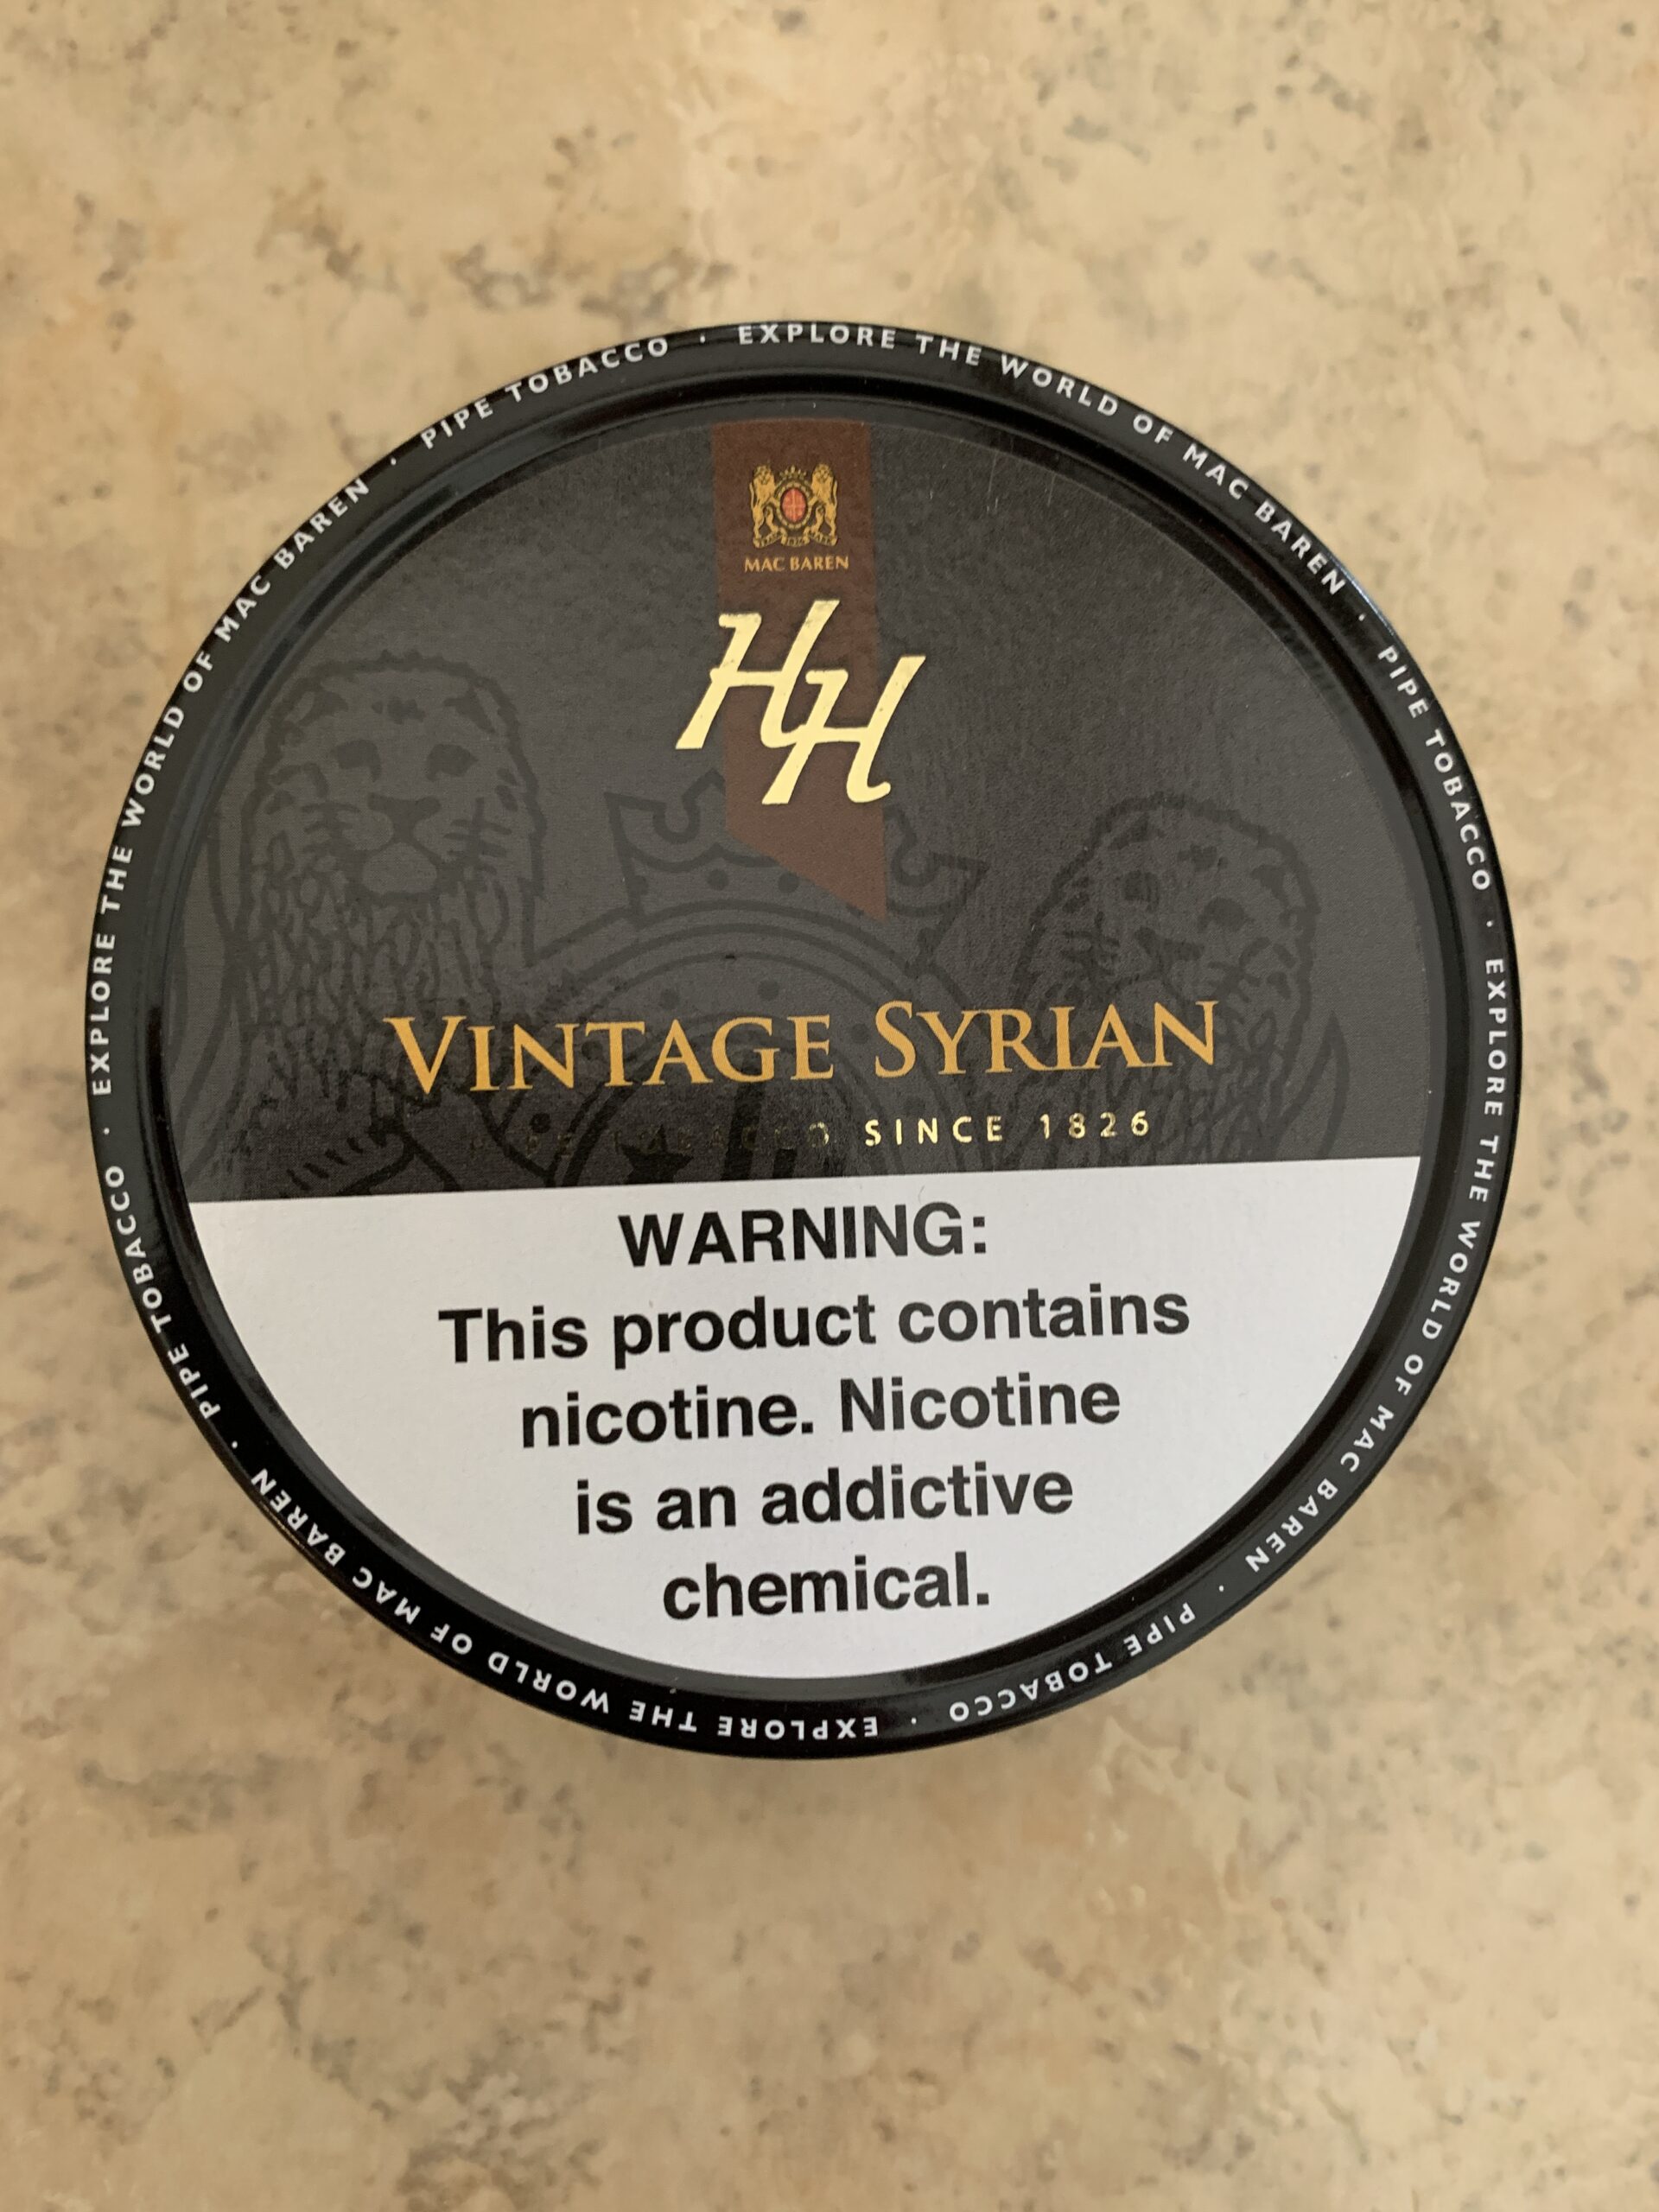 MAC BAREN
HH
VINTAGE SYRIAN
SINCE 1826
WARNING:
This product contains
nicotine. Nicotine
is an addictive
chemical.
EXPLORE THE WORLD OF MAC BAREN · PIPE TOBACCO · EXPLORE THE WORLD OF MAC BAREN · PIPE TOBACCO · EXPLORE THE WORLD OF MAC BAREN · PIPE TOBACCO · EXPLORE THE WORLD OF MAC BAREN · PIPE TOBACCO ·